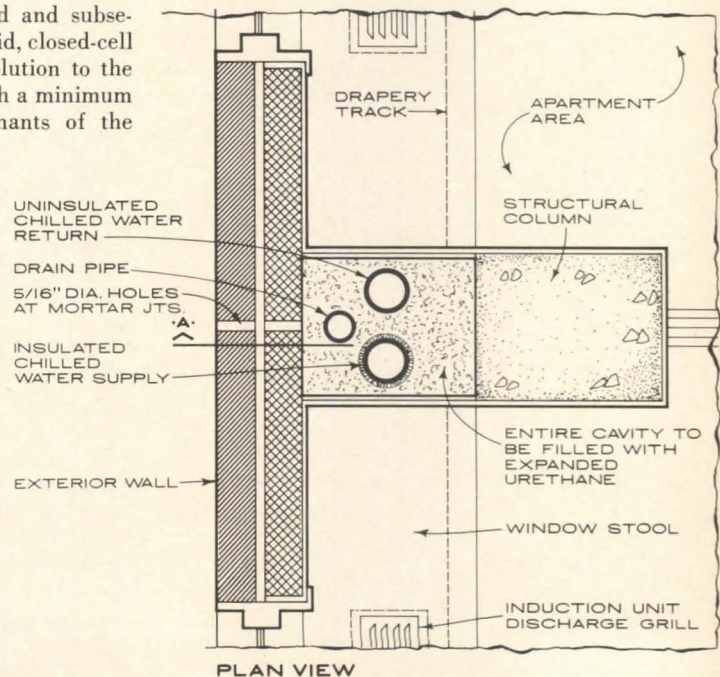 d and subse-
id, closed-cell
olution to the
h a minimum
nants of the
DRAPERY
TRACK
APARTMENT
AREA
UNINSULATED
CHILLED WATER
RETURN
STRUCTURAL
COLUMN
DRAIN PIPE
5/16" DIA. HOLES
AT MORTAR JTS.
·A·
INSULATED
CHILLED
WATER SUPPLY
ENTIRE CAVITY TO
BE FILLED WITH
EXPANDED
URETHANE
EXTERIOR WALL
WINDOW STOOL
INDUCTION UNIT
DISCHARGE GRILL
PLAN VIEW